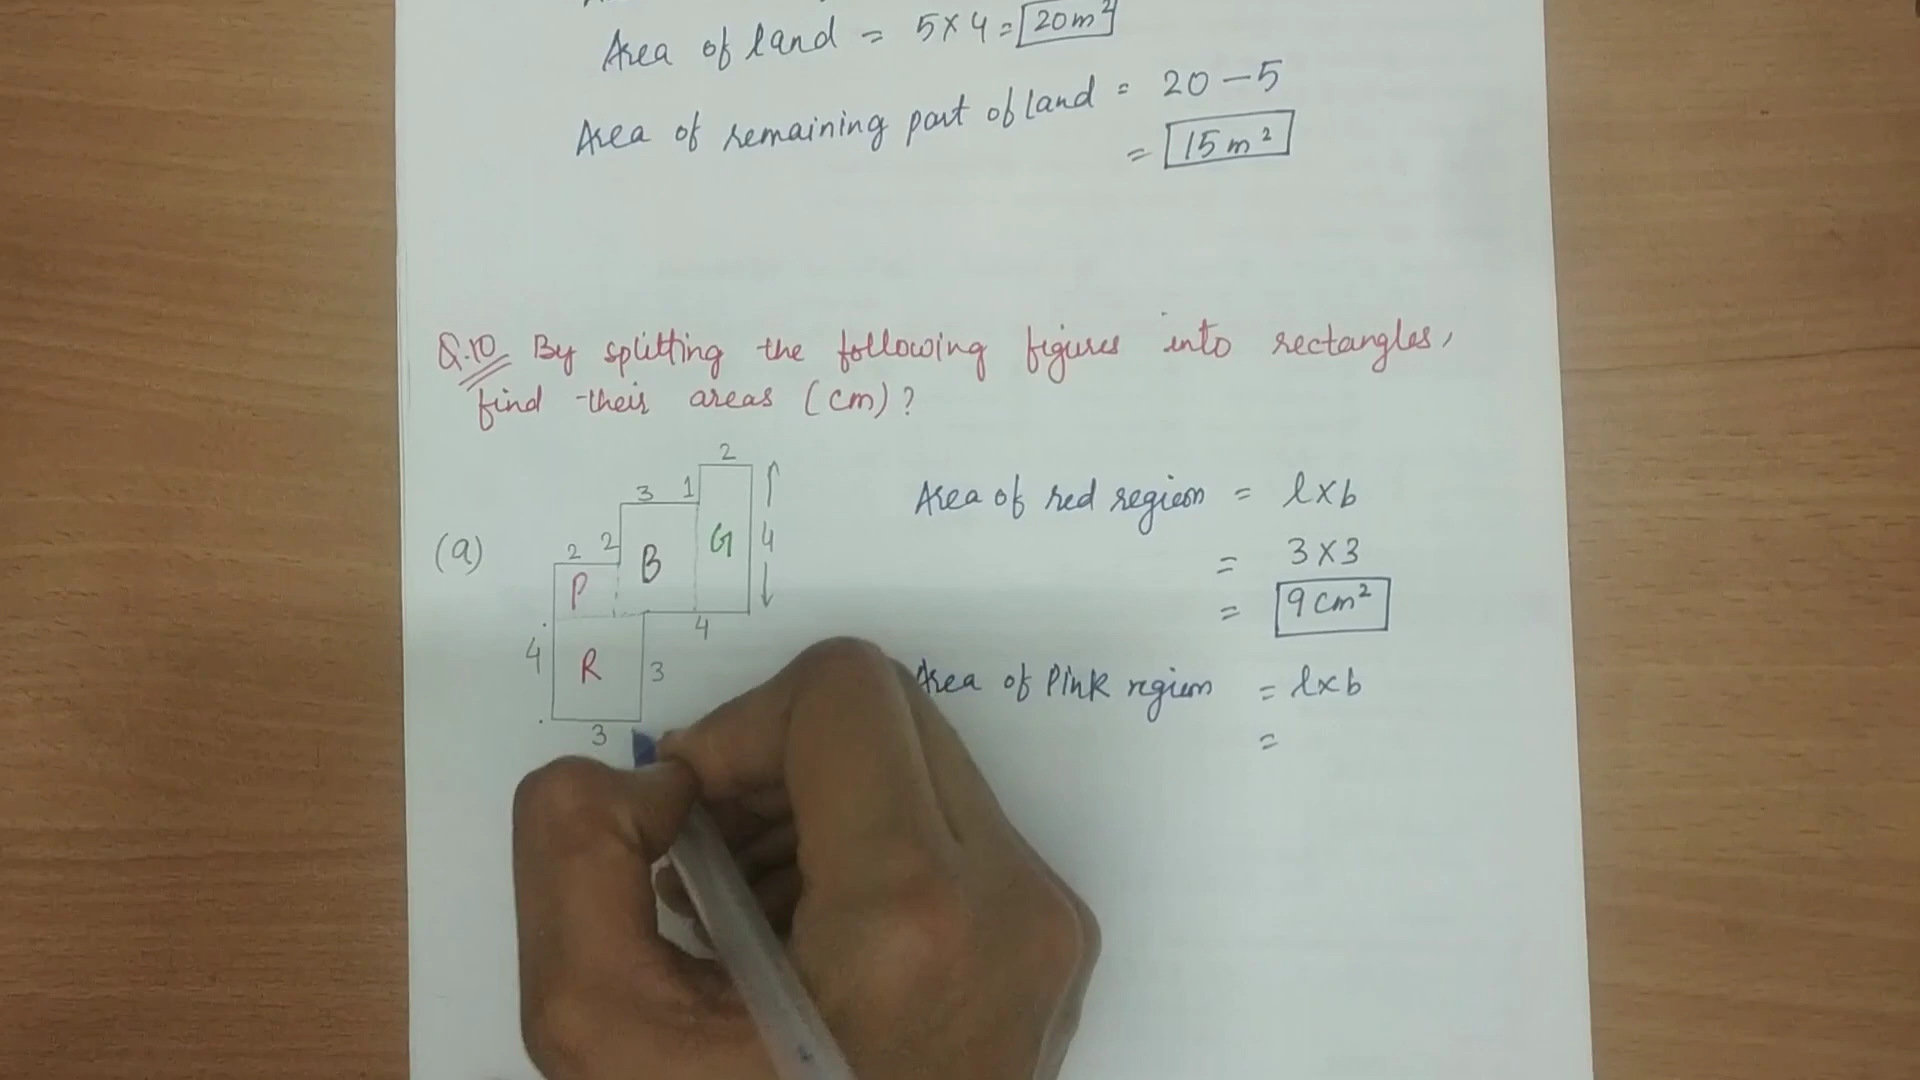 Area of land = 5 x 4 = 20m²
Area of remaining part of land = 20 - 5
= 15 m²
Q.10 By splitting the following figures into rectangles,
find their areas (cm)?
(a)
2
3
1
2
2
P
B
G
4
4
4
R
3
3
Area of red region = l x b
= 3 x 3
= 9 cm²
Area of Pink region = l x b
=